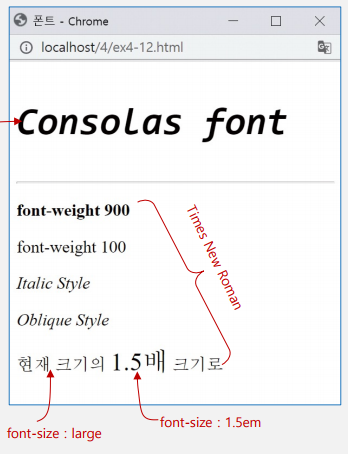 폰트 - Chrome
localhost/4/ex4-12.html
Consolas font
font-weight 900
font-weight 100
Italic Style
Oblique Style
현재 크기의 1.5배 크기로
Times New Roman
font-size : large
font-size : 1.5em